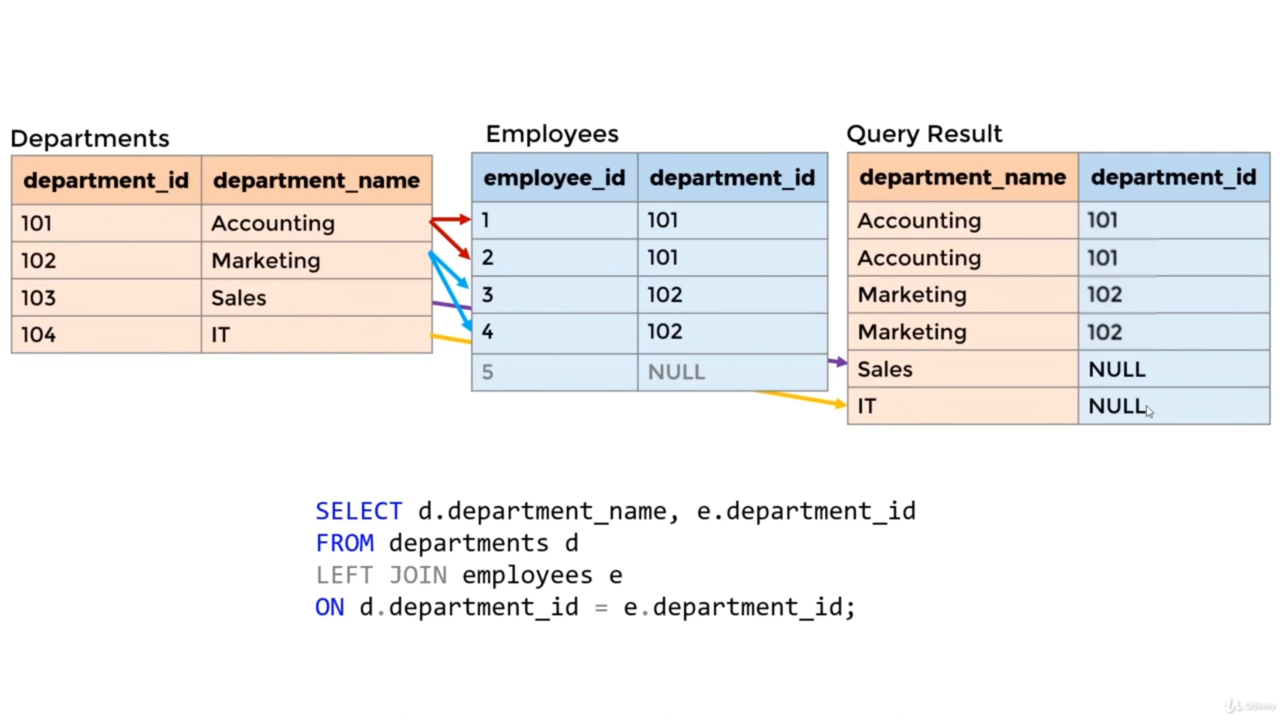 Departments
department_id department_name
101 Accounting
102 Marketing
103 Sales
104 IT
Employees
employee_id department_id
1 101
2 101
3 102
4 102
5 NULL
Query Result
department_name department_id
Accounting 101
Accounting 101
Marketing 102
Marketing 102
Sales NULL
IT NULL
SELECT d.department_name, e.department_id
FROM departments d
LEFT JOIN employees e
ON d.department_id = e.department_id;
Udemy